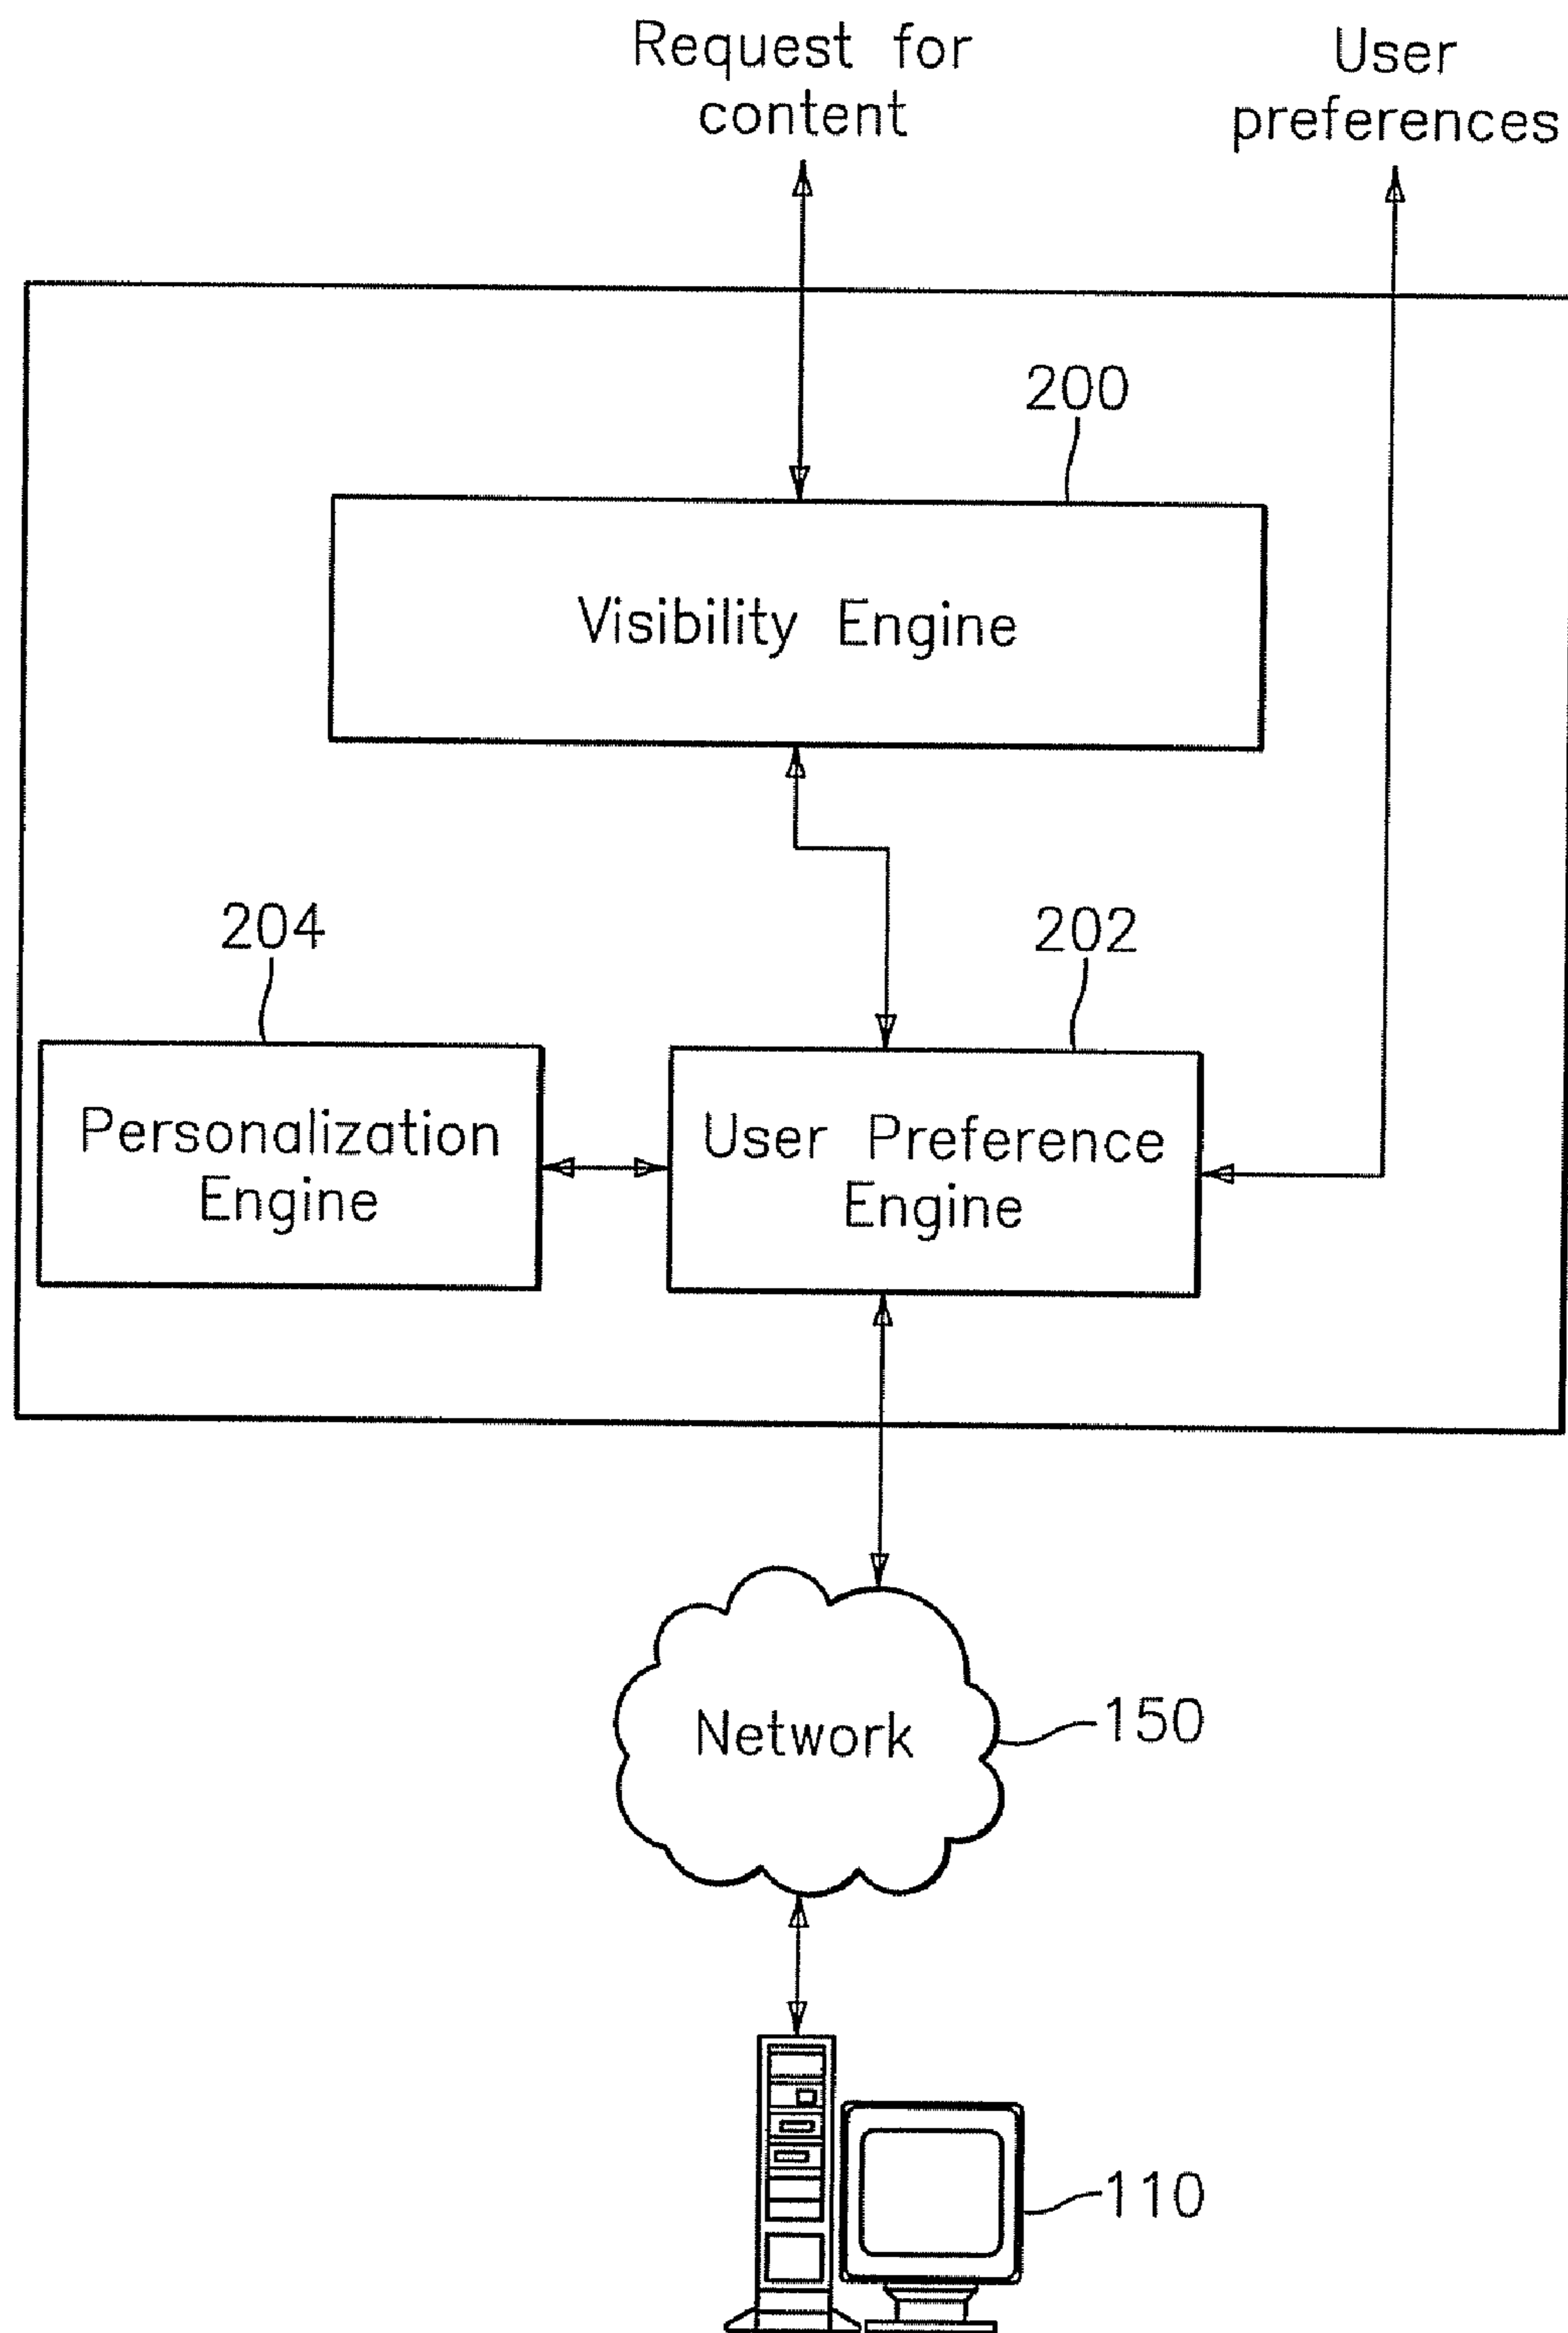 Request for
content
User
preferences
200
Visibility Engine
204
202
Personalization
Engine
User Preference
Engine
Network
150
110